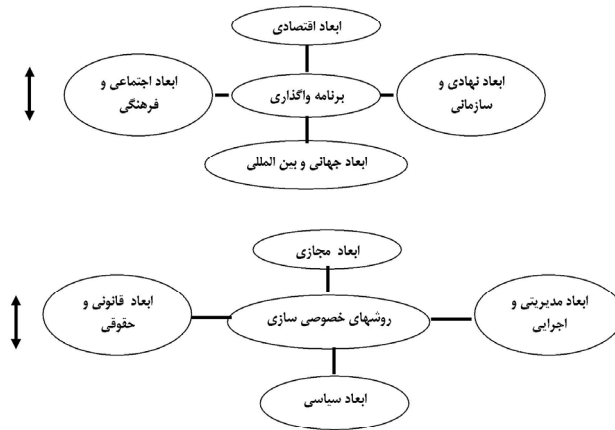 ابعاد اقتصادی
ابعاد نهادی و
سازمانی
برنامه واگذاری
ابعاد اجتماعی و
فرهنگی
ابعاد جهانی و بین المللی
ابعاد مجازی
ابعاد مدیریتی و
اجرایی
روشهای خصوصی سازی
ابعاد قانونی و
حقوقی
ابعاد سیاسی